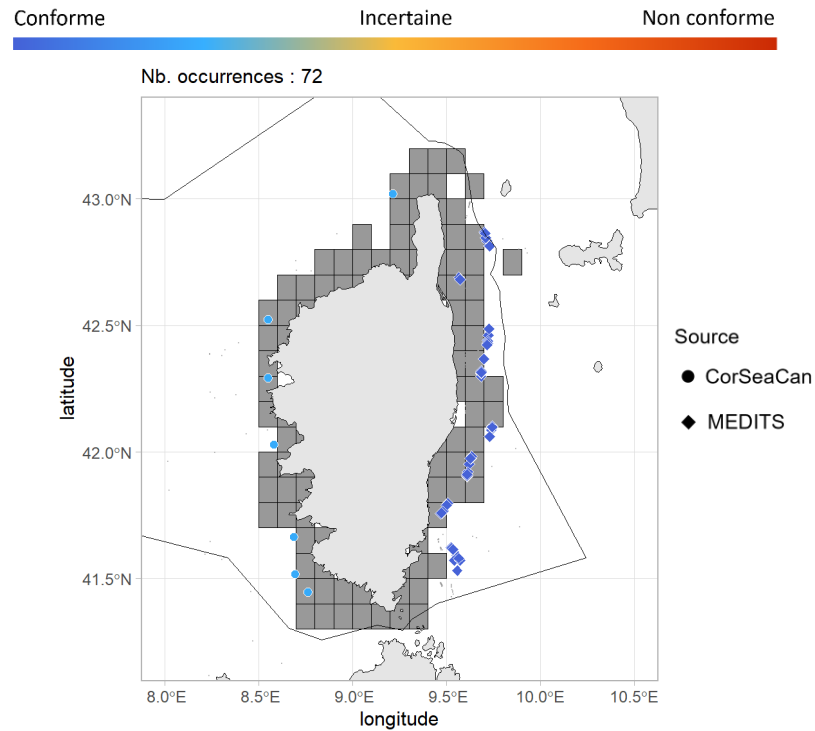 Conforme Incertaine Non conforme
Nb. occurrences : 72
43.0°N
42.5°N
42.0°N
41.5°N
latitude
8.0°E 8.5°E 9.0°E 9.5°E 10.0°E 10.5°E
longitude
Source
CorSeaCan
MEDITS